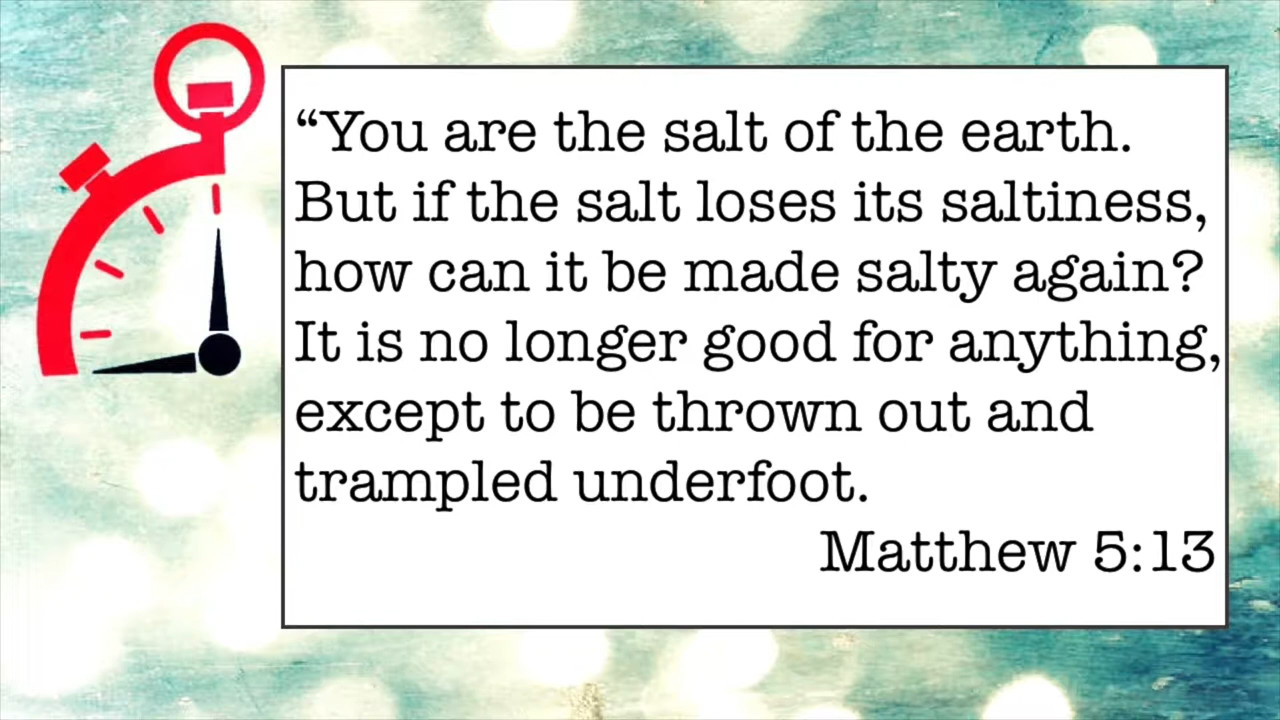 “You are the salt of the earth.
But if the salt loses its saltiness,
how can it be made salty again?
It is no longer good for anything,
except to be thrown out and
trampled underfoot.
Matthew 5:13